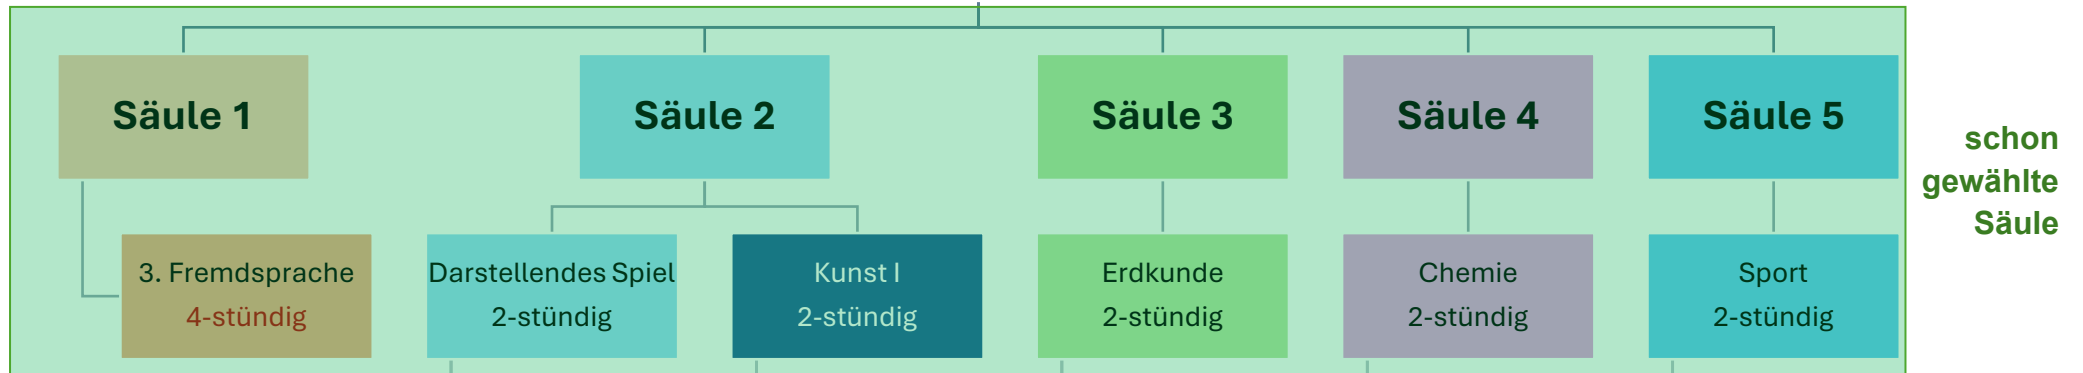 Säule 1
Säule 2
Säule 3
Säule 4
Säule 5
schon
gewählte
Säule
3. Fremdsprache
4-stündig
Darstellendes Spiel
2-stündig
Kunst I
2-stündig
Erdkunde
2-stündig
Chemie
2-stündig
Sport
2-stündig